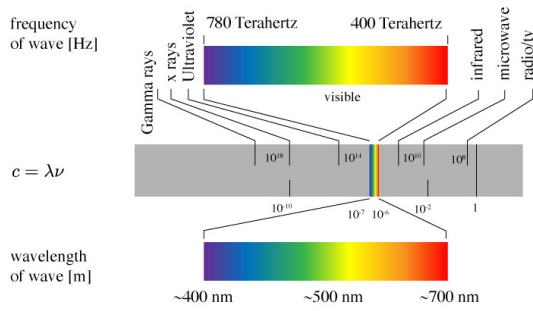 frequency
of wave [Hz]
780 Terahertz
400 Terahertz
Gamma rays
x rays
Ultraviolet
visible
infrared
microwave
radio/tv
c = λν
10¹⁸
10¹⁴
10¹⁰
10⁸
10⁻¹⁰
10⁻⁷
10⁻⁶
10⁻²
1
wavelength
of wave [m]
~400 nm
~500 nm
~700 nm